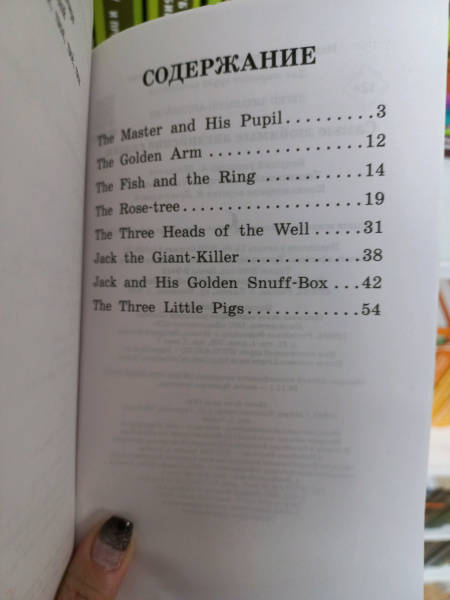 СОДЕРЖАНИЕ
The Master and His Pupil.........3
The Golden Arm ................12
The Fish and the Ring ..........14
The Rose-tree....................19
The Three Heads of the Well .....31
Jack the Giant-Killer ............38
Jack and His Golden Snuff-Box ...42
The Three Little Pigs............54